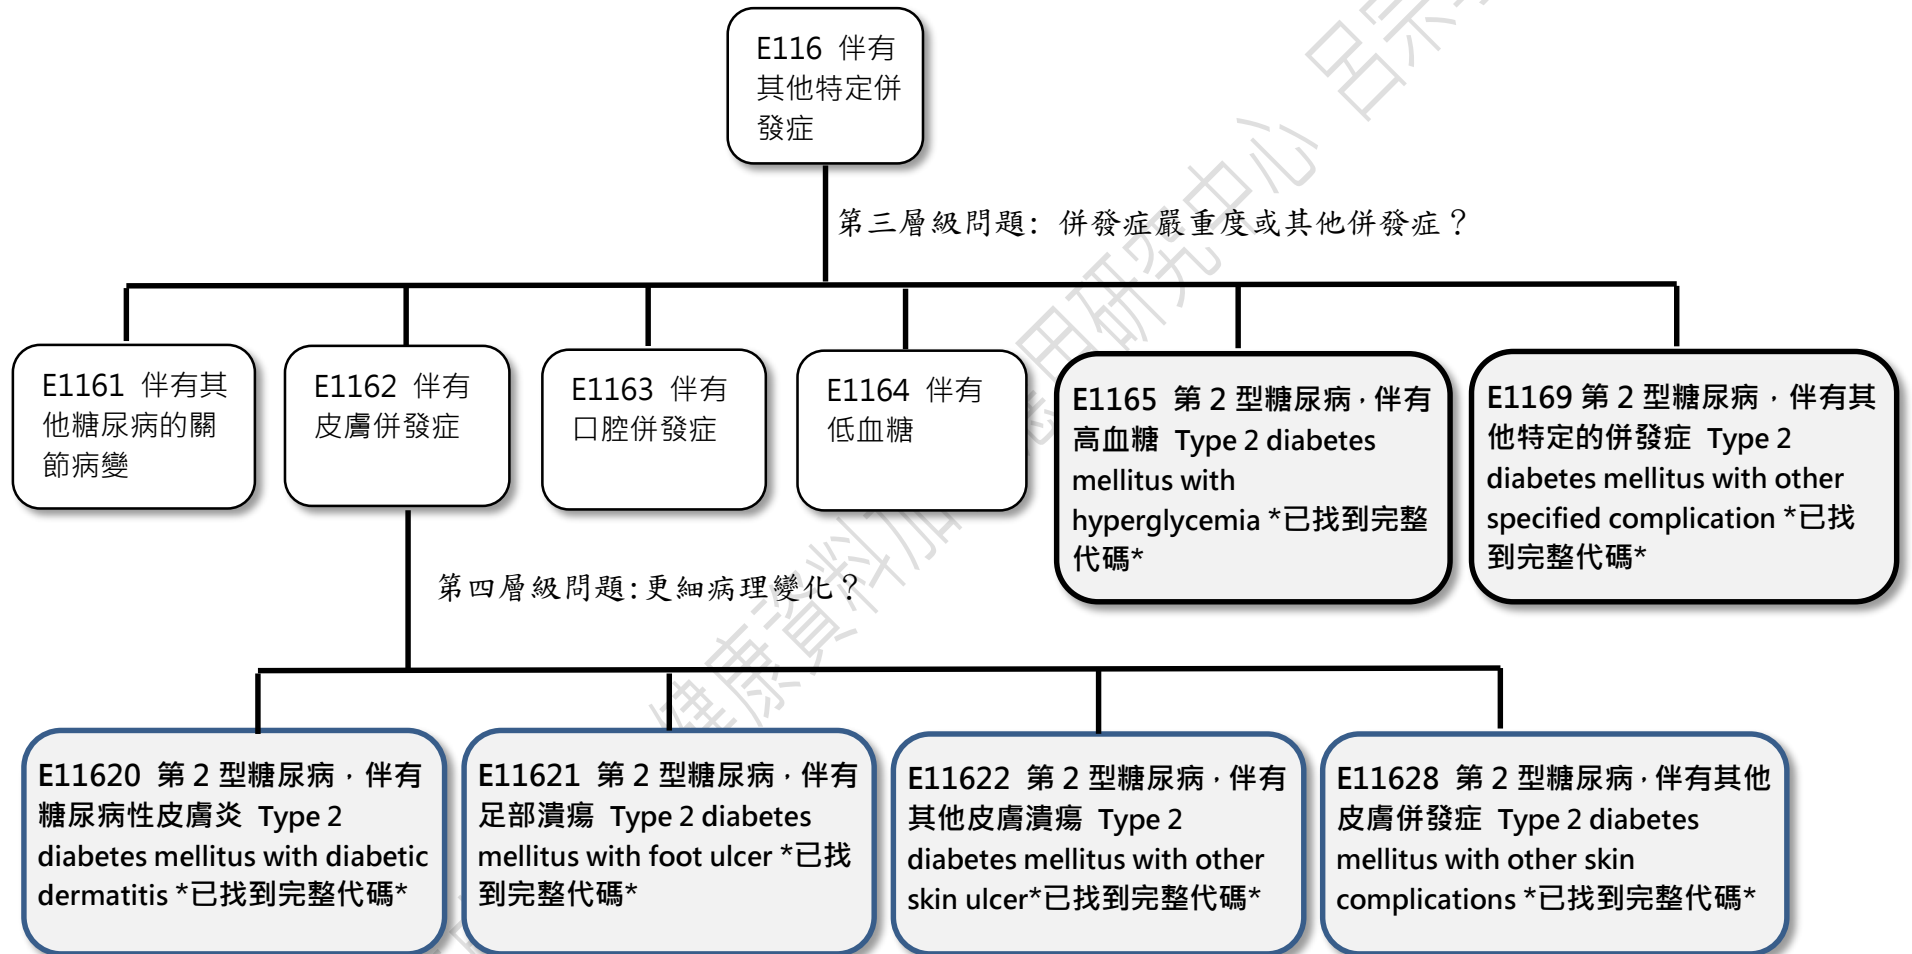 E116 伴有
其他特定併
發症
第三層級問題: 併發症嚴重度或其他併發症？
E1161 伴有其
他糖尿病的關
節病變
E1162 伴有
皮膚併發症
E1163 伴有
口腔併發症
E1164 伴有
低血糖
E1165 第 2 型糖尿病，伴有
高血糖 Type 2 diabetes
mellitus with
hyperglycemia *已找到完整
代碼*
E1169 第 2 型糖尿病，伴有其
他特定的併發症 Type 2
diabetes mellitus with other
specified complication *已找
到完整代碼*
第四層級問題:更細病理變化？
E11620 第 2 型糖尿病，伴有
糖尿病性皮膚炎 Type 2
diabetes mellitus with diabetic
dermatitis *已找到完整代碼*
E11621 第 2 型糖尿病，伴有
足部潰瘍 Type 2 diabetes
mellitus with foot ulcer *已找
到完整代碼*
E11622 第 2 型糖尿病，伴有
其他皮膚潰瘍 Type 2
diabetes mellitus with other
skin ulcer*已找到完整代碼*
E11628 第 2 型糖尿病，伴有其他
皮膚併發症 Type 2 diabetes
mellitus with other skin
complications *已找到完整代碼*
健康資料加 用研究中心 呂宗